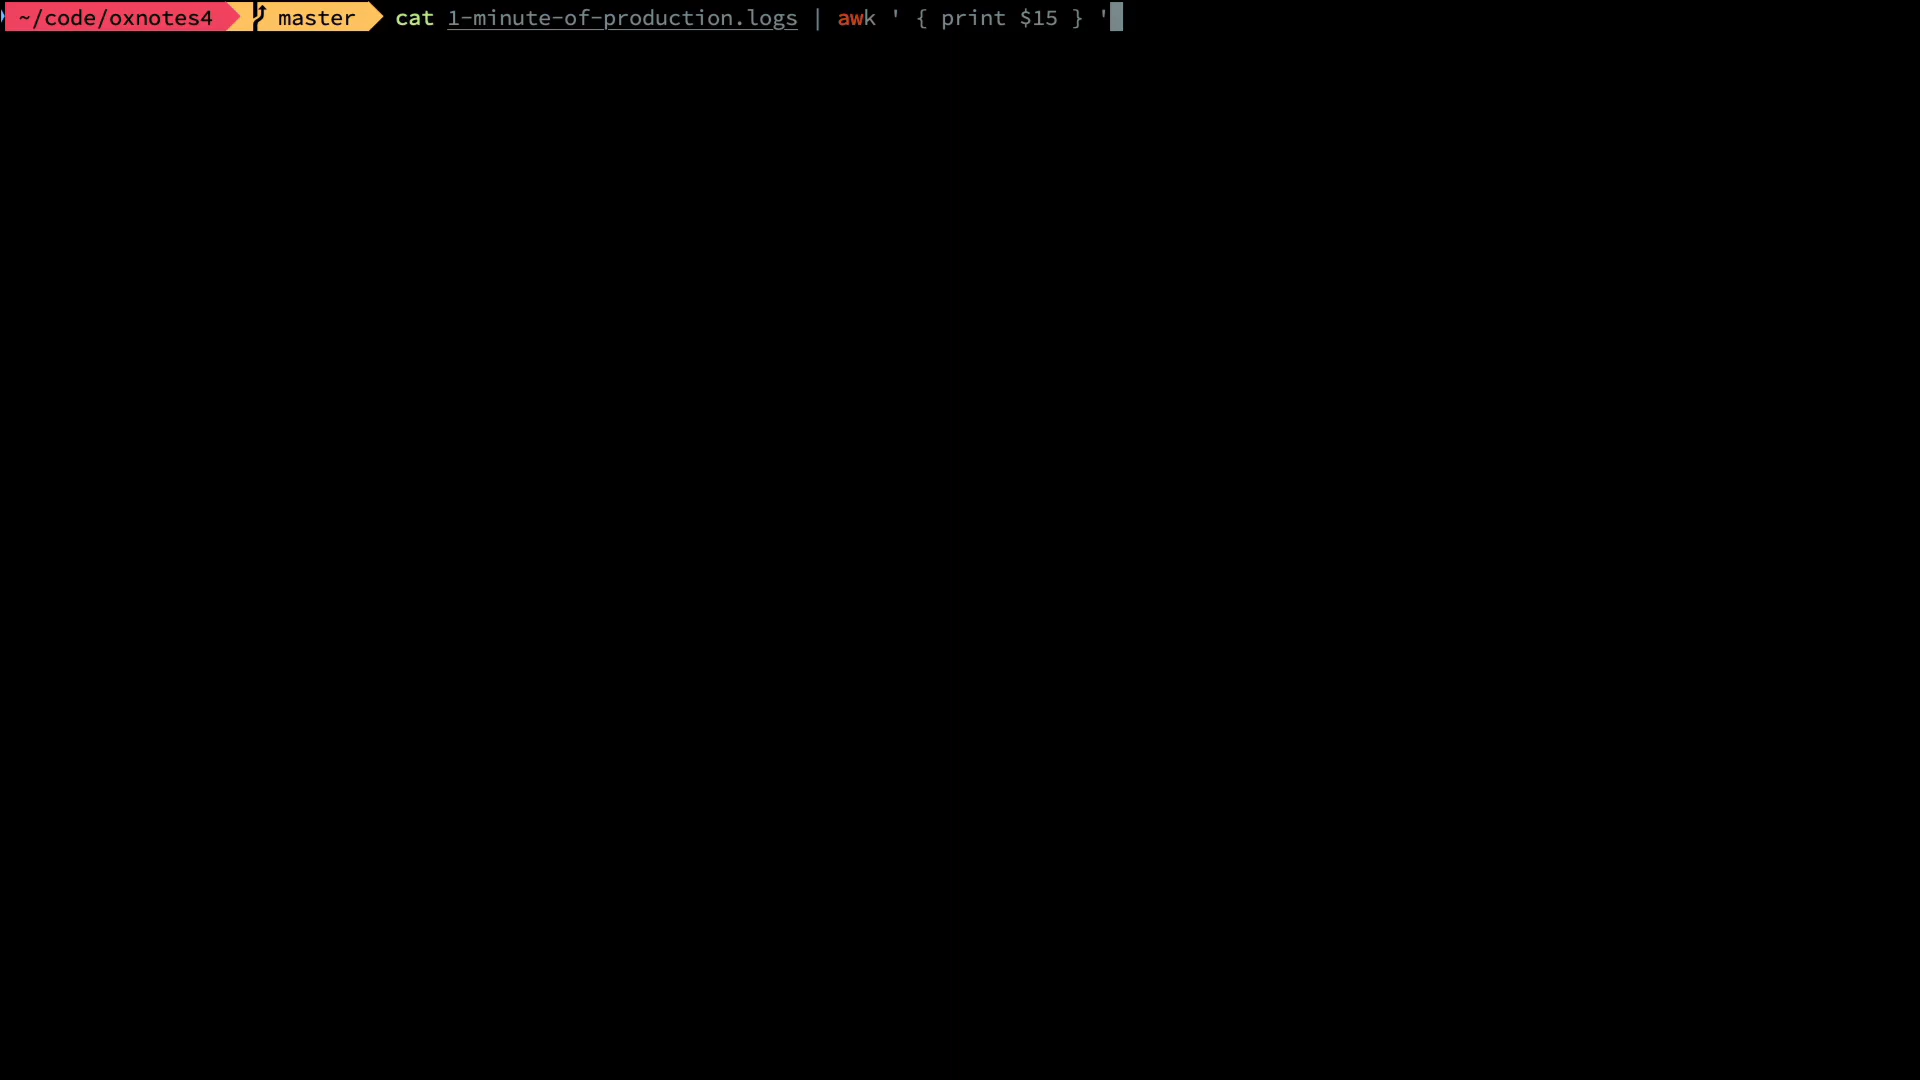 ~/code/oxnotes4 master cat 1-minute-of-production.logs | awk ' { print $15 } '